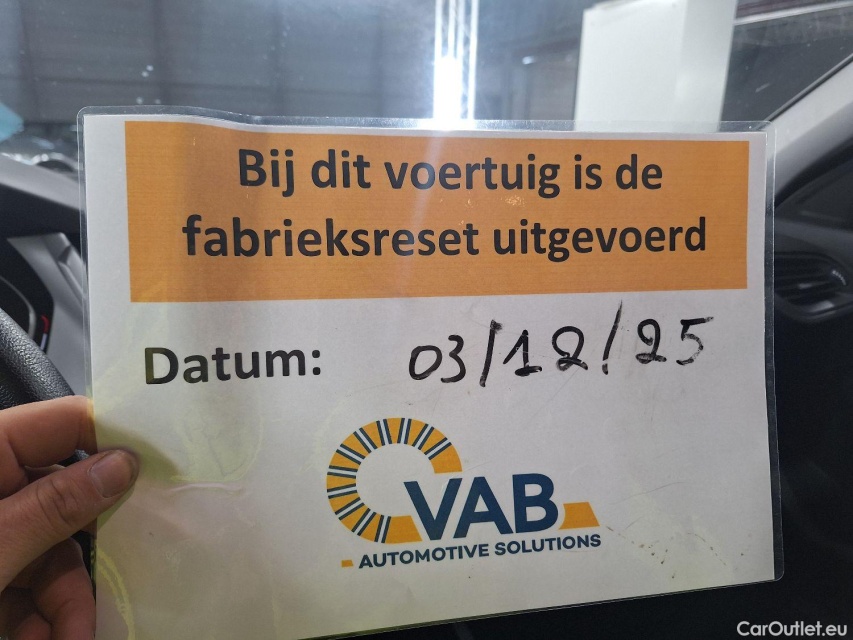 Bij dit voertuig is de
fabrieksreset uitgevoerd
Datum: 03/12/25
VAB
AUTOMOTIVE SOLUTIONS
CarOutlet.eu